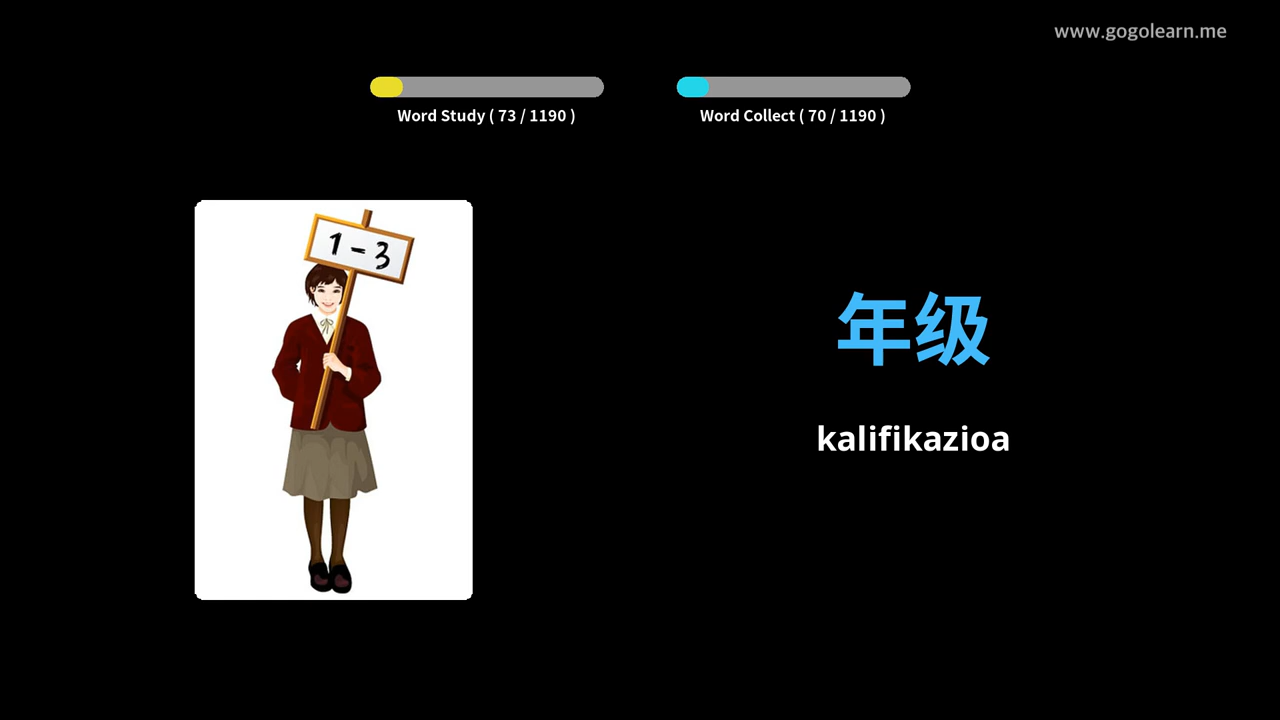 www.gogolearn.me
Word Study ( 73 / 1190 )
Word Collect ( 70 / 1190 )
1 - 3
年级
kalifikazioa